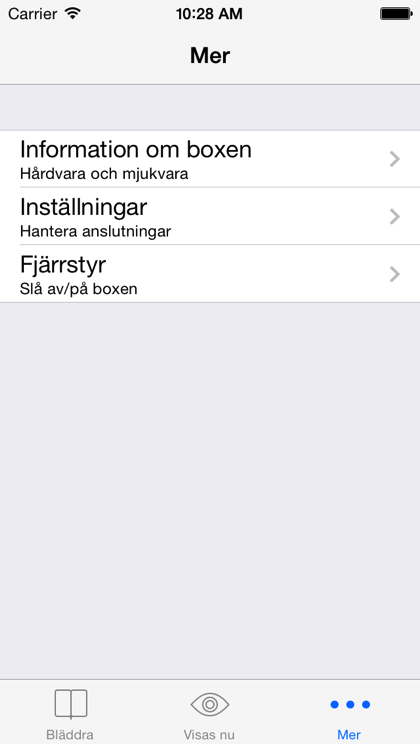 Carrier 10:28 AM
Mer
Information om boxen
Hårdvara och mjukvara
Inställningar
Hantera anslutningar
Fjärrstyr
Slå av/på boxen
Bläddra Visas nu Mer